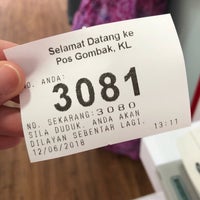 Selamat Datang ke
Pos Gombak, KL
NO. ANDA:
3081
NO. SEKARANG:3080
SILA DUDUK. ANDA AKAN
DILAYAN SEBENTAR LAGI.
12/06/2018 13:11